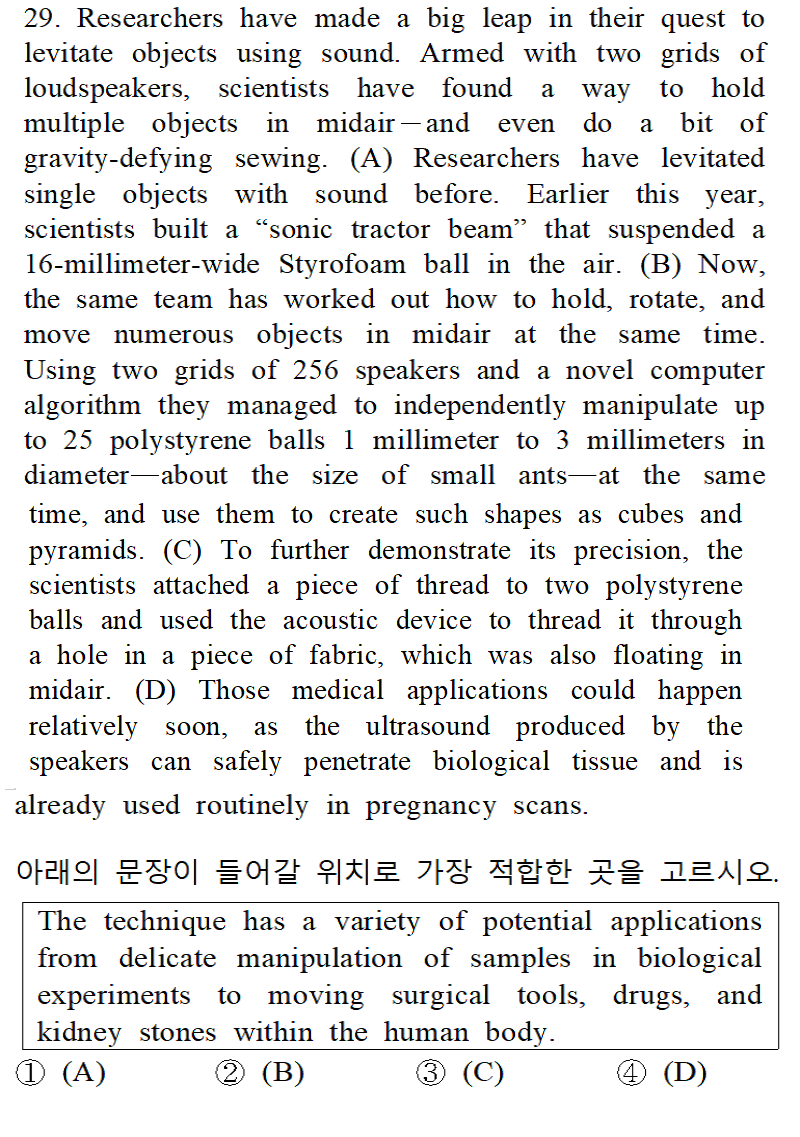 29. Researchers have made a big leap in their quest to
levitate objects using sound. Armed with two grids of
loudspeakers, scientists have found a way to hold
multiple objects in midair—and even do a bit of
gravity-defying sewing. (A) Researchers have levitated
single objects with sound before. Earlier this year,
scientists built a “sonic tractor beam” that suspended a
16-millimeter-wide Styrofoam ball in the air. (B) Now,
the same team has worked out how to hold, rotate, and
move numerous objects in midair at the same time.
Using two grids of 256 speakers and a novel computer
algorithm they managed to independently manipulate up
to 25 polystyrene balls 1 millimeter to 3 millimeters in
diameter—about the size of small ants—at the same
time, and use them to create such shapes as cubes and
pyramids. (C) To further demonstrate its precision, the
scientists attached a piece of thread to two polystyrene
balls and used the acoustic device to thread it through
a hole in a piece of fabric, which was also floating in
midair. (D) Those medical applications could happen
relatively soon, as the ultrasound produced by the
speakers can safely penetrate biological tissue and is
already used routinely in pregnancy scans.
아래의 문장이 들어갈 위치로 가장 적합한 곳을 고르시오.
The technique has a variety of potential applications
from delicate manipulation of samples in biological
experiments to moving surgical tools, drugs, and
kidney stones within the human body.
① (A) ② (B) ③ (C) ④ (D)